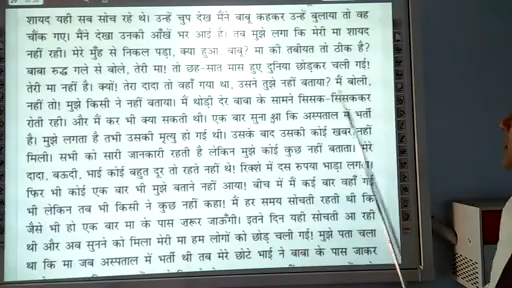 शायद यही सब सोच रहे थे। उन्हें चुप देख मैंने बाबू कहकर उन्हें बुलाया तो वह
चौंक गए। मैंने देखा उनकी आँखें भर आई हैं। तब मुझे लगा कि मेरी मा शायद
नहीं रही। मेरे मुँह से निकल पड़ा, क्या हुआ, बाबू? मा की तबीयत तो ठीक है?
बाबा रुद्ध गले से बोले, तेरी मा! तो छह-सात मास हुए दुनिया छोड़कर चली गई!
तेरी मा नहीं है। क्यों! तेरा दादा तो वहाँ गया था, उसने तुझे नहीं बताया? मैं बोली,
नहीं तो! मुझे किसी ने नहीं बताया। मैं थोड़ी देर बाबा के सामने सिसक-सिसककर
रोती रही। और मैं कर भी क्या सकती थी। एक बार सुना था कि अस्पताल में भर्ती
है। मुझे लगता है तभी उसकी मृत्यु हो गई थी। उसके बाद उसकी कोई खबर नहीं
मिली। सभी को सारी जानकारी रहती है लेकिन मुझे कोई कुछ नहीं बताता। मेरे
दादा, बऊदी, भाई कोई बहुत दूर तो रहते नहीं थे! रिक्शे में दस रुपया भाड़ा लगता।
फिर भी कोई एक बार भी मुझे बताने नहीं आया! बीच में मैं कई बार वहाँ गई
भी लेकिन तब भी किसी ने कुछ नहीं कहा! मैं हर समय सोचती रहती थी कि
जैसे भी हो एक बार मा के पास ज़रूर जाऊँगी। इतने दिन यही सोचती आ रही
थी और अब सुनने को मिला मेरी मा हम लोगों को छोड़ चली गई! मुझे पता चला
था कि मा जब अस्पताल में भर्ती थी तब मेरे छोटे भाई ने बाबा के पास जाकर